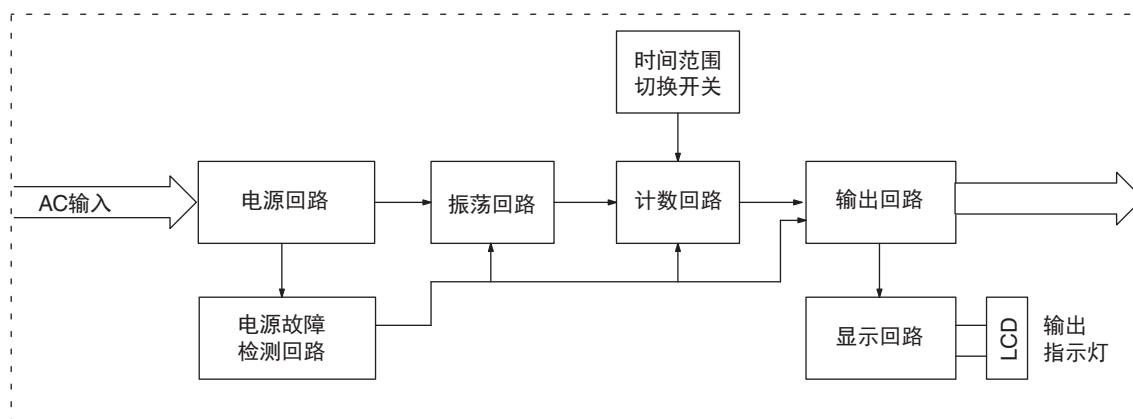 时间范围
切换开关
AC输入
电源回路
振荡回路
计数回路
输出回路
电源故障
检测回路
显示回路
LCD
输出
指示灯